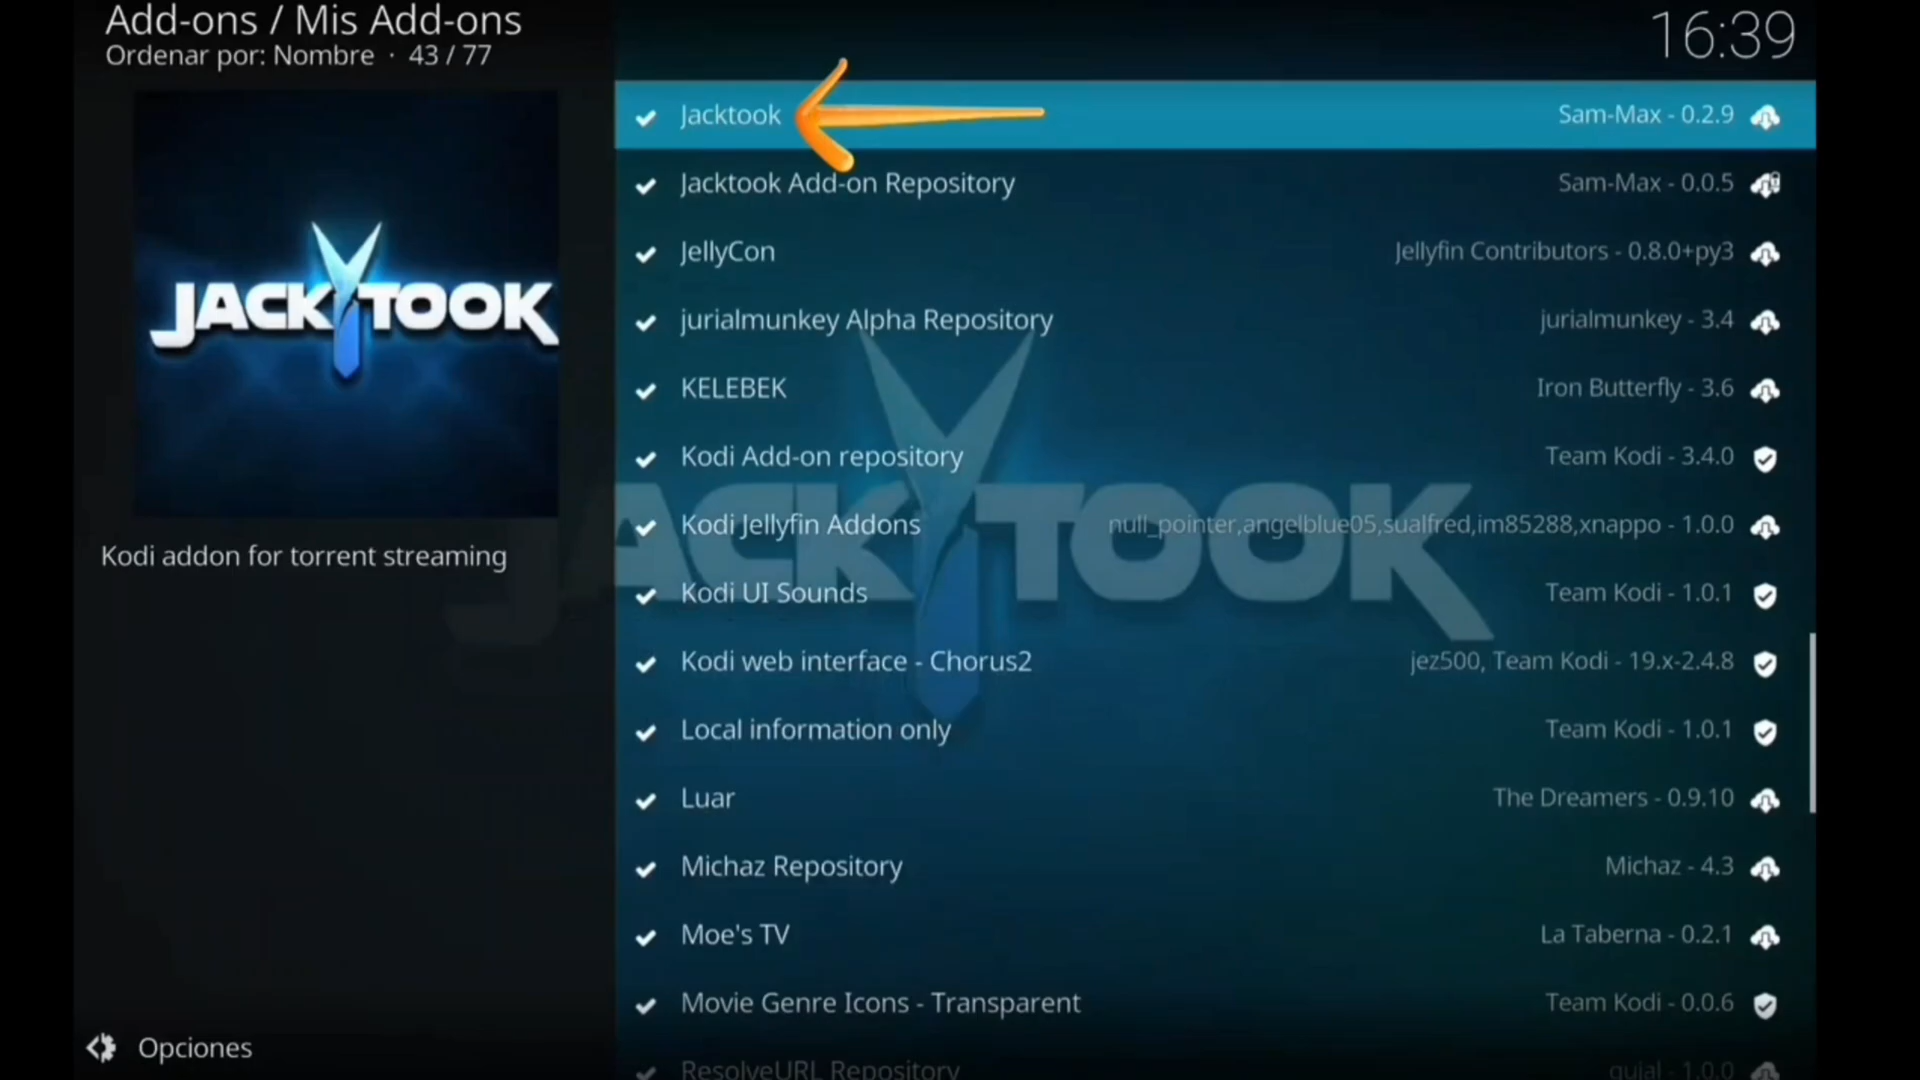 Add-ons / Mis Add-ons
Ordenar por: Nombre · 43 / 77
16:39
JACKTOOK
Kodi addon for torrent streaming
Jacktook Sam-Max - 0.2.9
Jacktook Add-on Repository Sam-Max - 0.0.5
JellyCon Jellyfin Contributors - 0.8.0+py3
jurialmunkey Alpha Repository jurialmunkey - 3.4
KELEBEK Iron Butterfly - 3.6
Kodi Add-on repository Team Kodi - 3.4.0
Kodi Jellyfin Addons null_pointer,angelblue05,sualfred,im85288,xnappo - 1.0.0
JACKTOOK
Kodi UI Sounds Team Kodi - 1.0.1
Kodi web interface - Chorus2 jez500, Team Kodi - 19.x-2.4.8
Local information only Team Kodi - 1.0.1
Luar The Dreamers - 0.9.10
Michaz Repository Michaz - 4.3
Moe's TV La Taberna - 0.2.1
Movie Genre Icons - Transparent Team Kodi - 0.0.6
ResolveURL Repository gujal - 1.0.0
Opciones